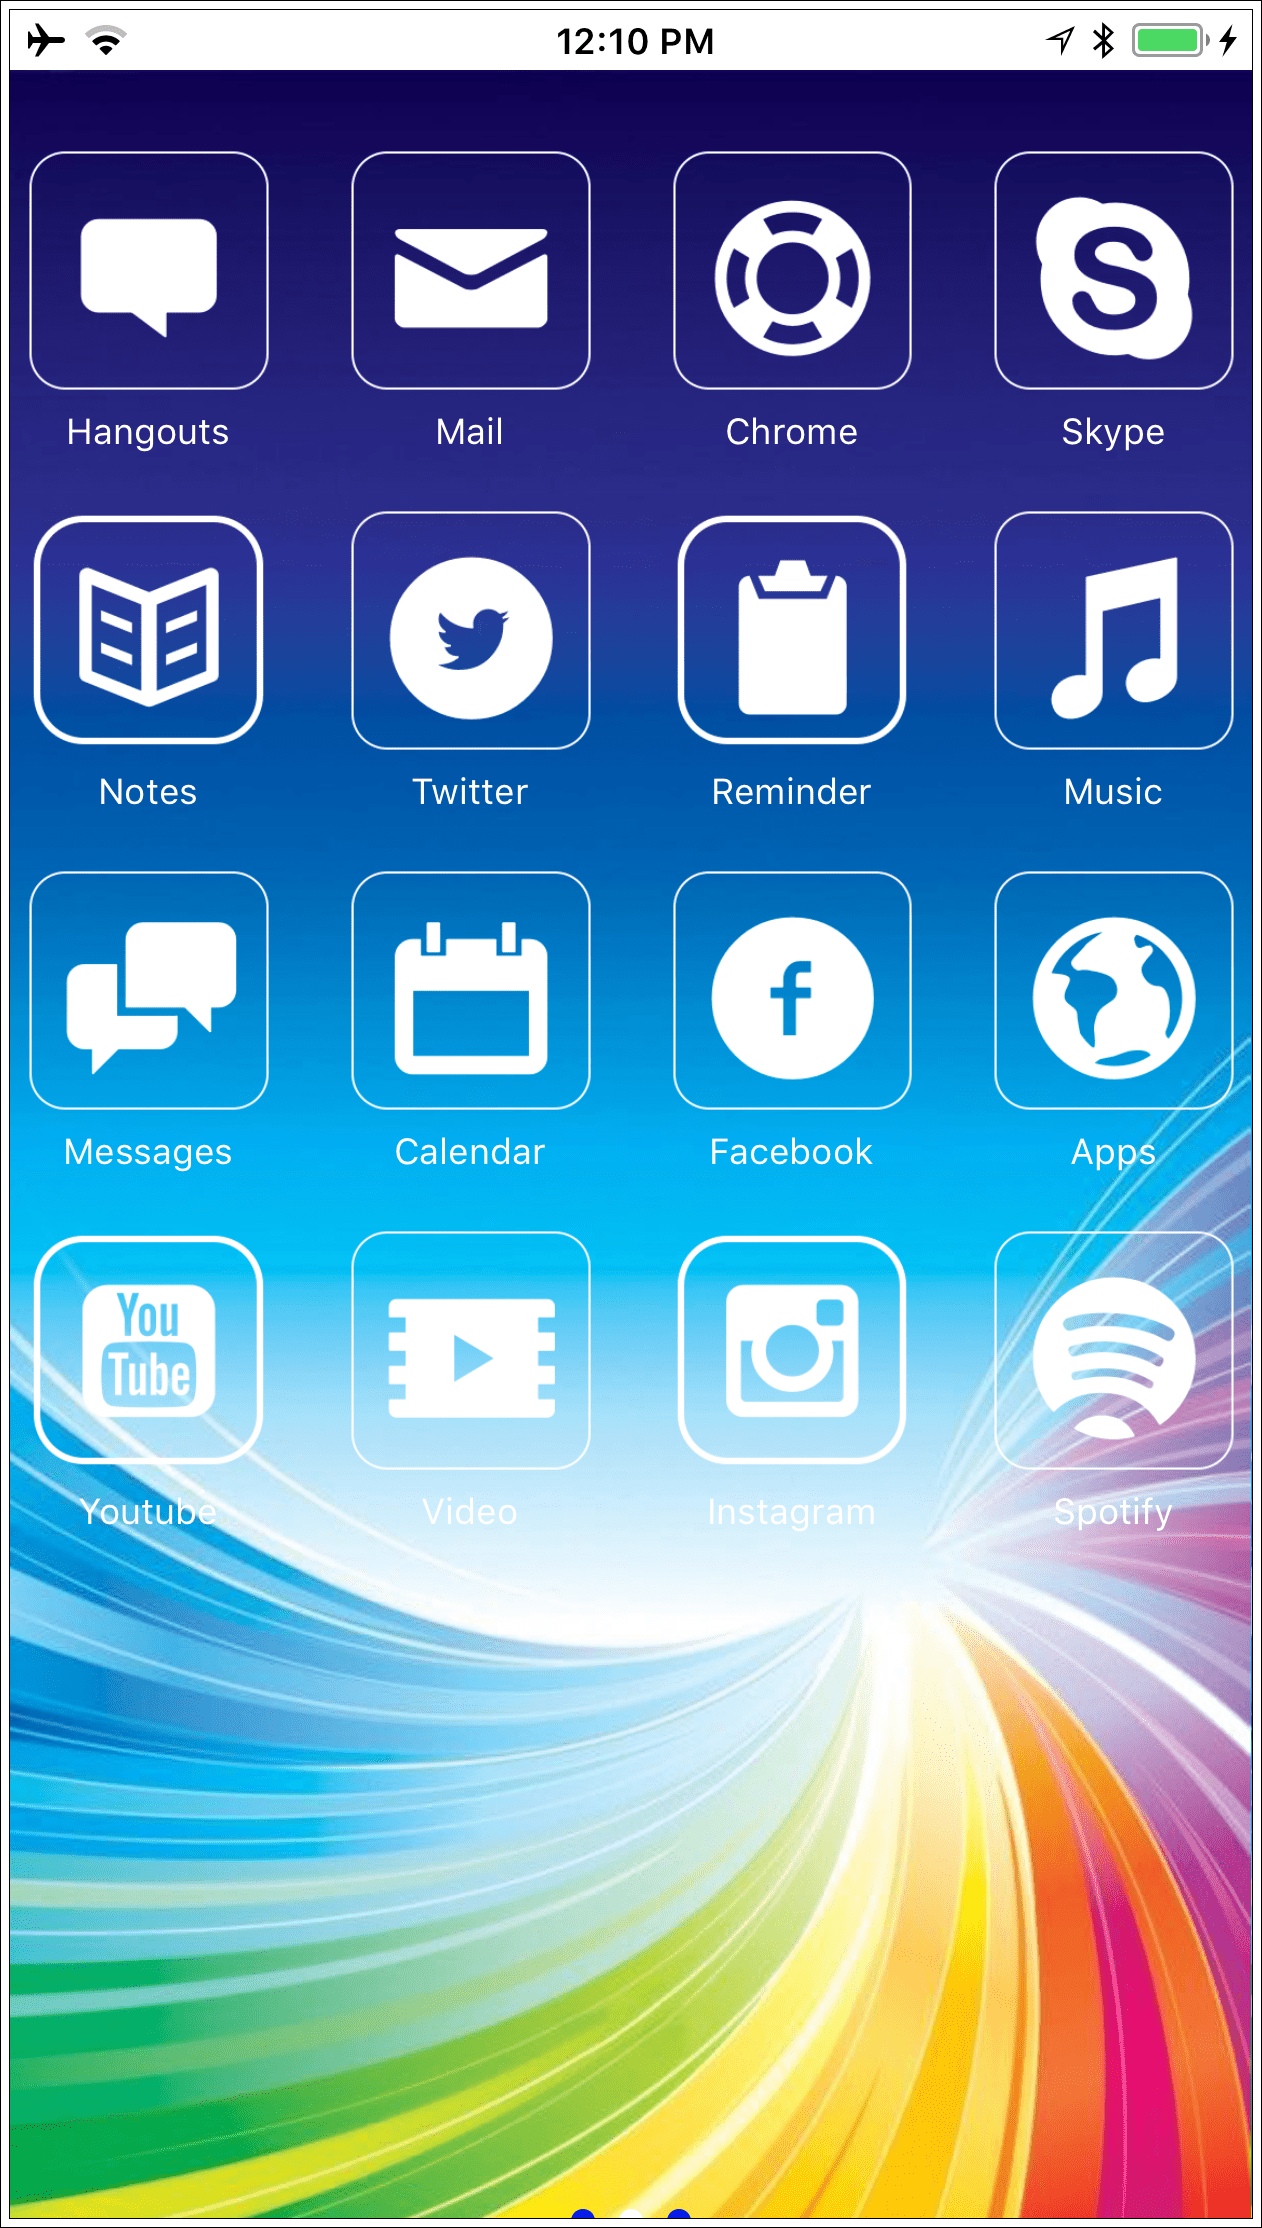 12:10 PM
Hangouts Mail Chrome Skype
Notes Twitter Reminder Music
Messages Calendar Facebook Apps
You
Tube
Youtube Video Instagram Spotify